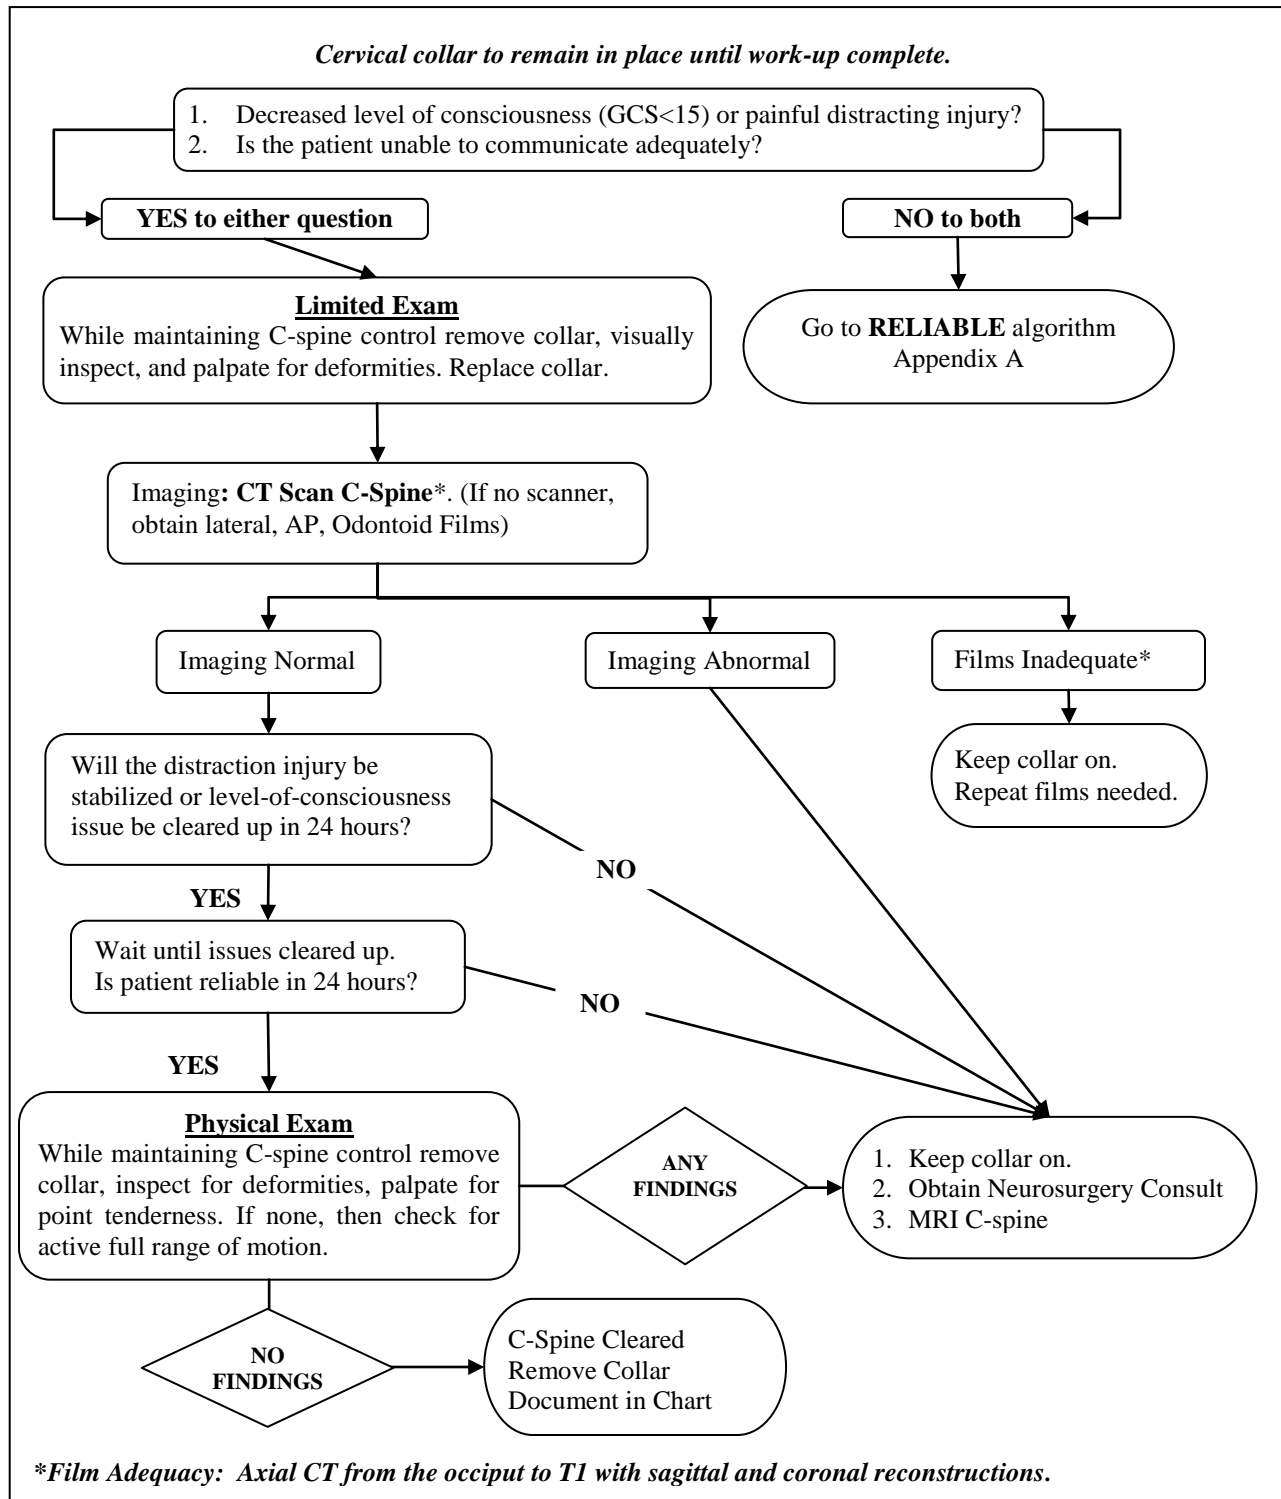 Cervical collar to remain in place until work-up complete.
1. Decreased level of consciousness (GCS<15) or painful distracting injury?
2. Is the patient unable to communicate adequately?
YES to either question
NO to both
Limited Exam
While maintaining C-spine control remove collar, visually
inspect, and palpate for deformities. Replace collar.
Go to RELIABLE algorithm
Appendix A
Imaging: CT Scan C-Spine*. (If no scanner,
obtain lateral, AP, Odontoid Films)
Imaging Normal
Imaging Abnormal
Films Inadequate*
Keep collar on.
Repeat films needed.
Will the distraction injury be
stabilized or level-of-consciousness
issue be cleared up in 24 hours?
NO
YES
Wait until issues cleared up.
Is patient reliable in 24 hours?
NO
YES
Physical Exam
While maintaining C-spine control remove
collar, inspect for deformities, palpate for
point tenderness. If none, then check for
active full range of motion.
ANY
FINDINGS
1. Keep collar on.
2. Obtain Neurosurgery Consult
3. MRI C-spine
NO
FINDINGS
C-Spine Cleared
Remove Collar
Document in Chart
*Film Adequacy: Axial CT from the occiput to T1 with sagittal and coronal reconstructions.